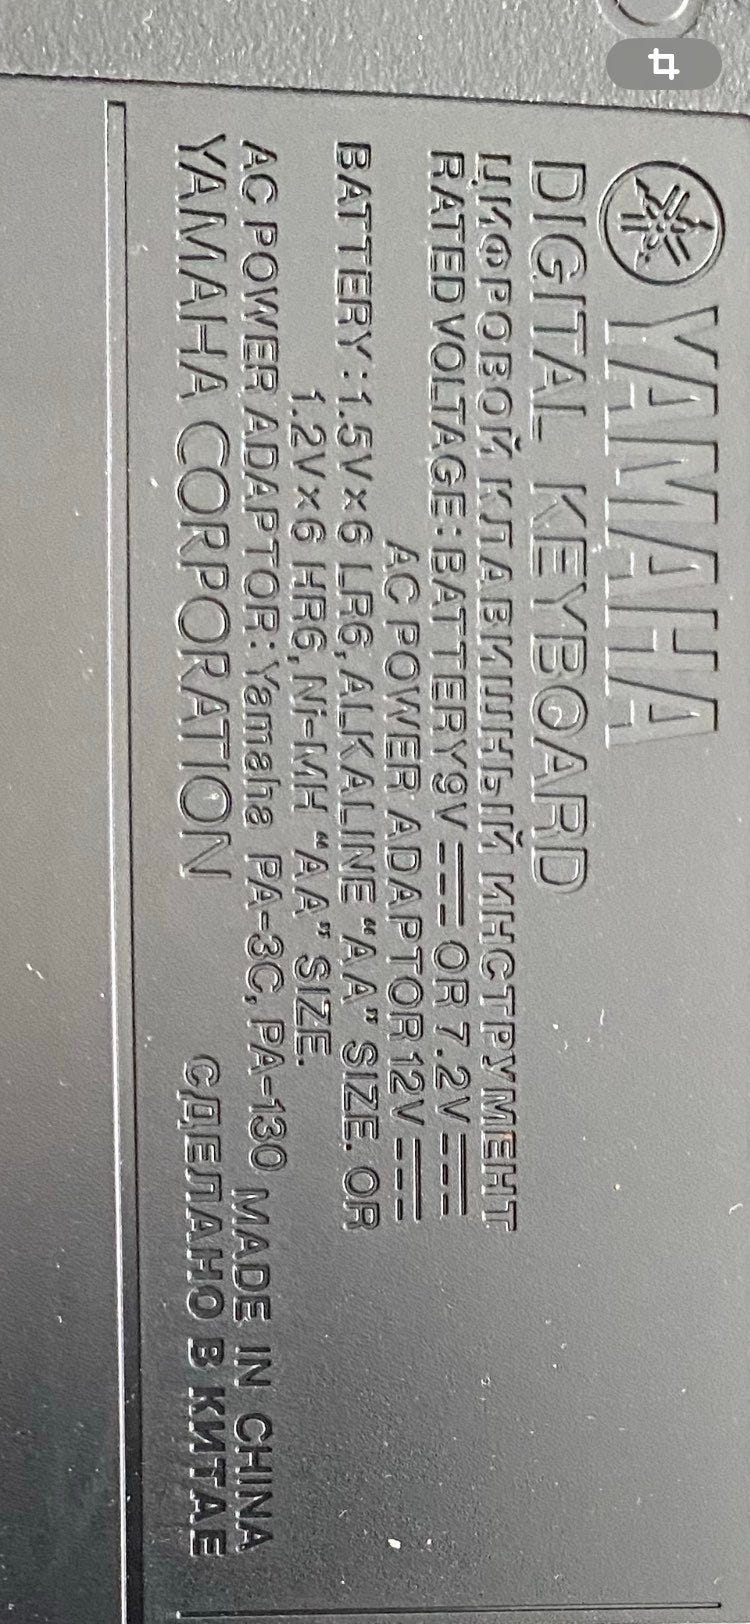 YAMAHA
DIGITAL KEYBOARD
ЦИФРОВОЙ КЛАВИШНЫЙ ИНСТРУМЕНТ
RATED VOLTAGE: BATTERY 9V ⎓ OR 7.2V ⎓
AC POWER ADAPTOR 12V ⎓
BATTERY: 1.5V×6 LR6, ALKALINE “AA” SIZE. OR
1.2V×6 HR6, Ni-MH “AA” SIZE.
AC POWER ADAPTOR: Yamaha PA-3C, PA-130
MADE IN CHINA
YAMAHA CORPORATION
СДЕЛАНО В КИТАЕ